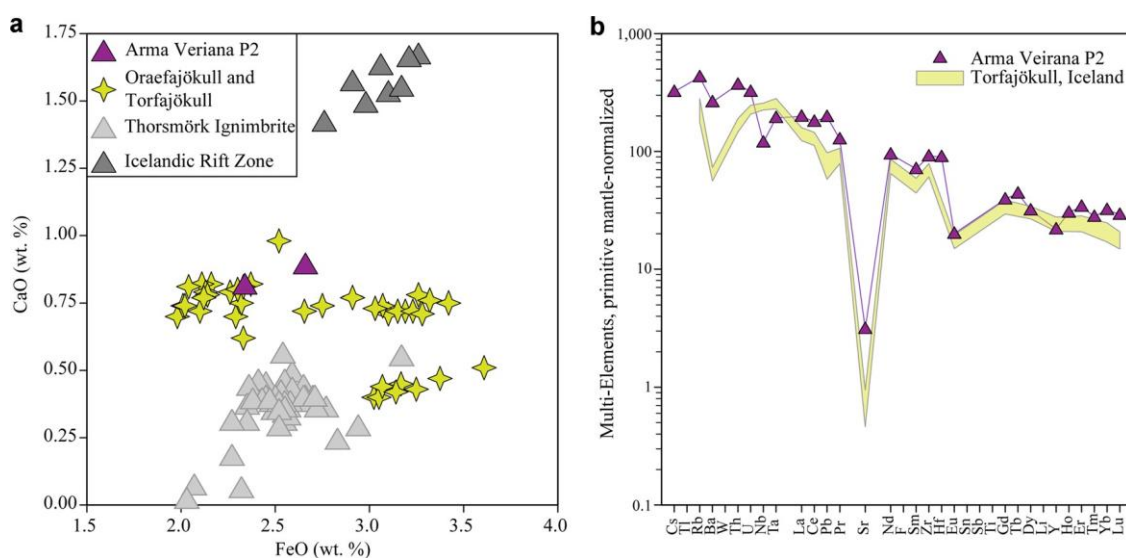 a
1.75
1.50
1.25
1.00
0.75
0.50
0.25
0.00
CaO (wt. %)
1.5
2.0
2.5
3.0
3.5
4.0
FeO (wt. %)
Arma Veriana P2
Oraefajökull and
Torfajökull
Thorsmörk Ignimbrite
Icelandic Rift Zone
b
1,000
100
10
1
0.1
Multi-Elements, primitive mantle-normalized
Arma Veirana P2
Torfajökull, Iceland
Cs
Tl
Rb
Ba
W
Th
U
Nb
Ta
La
Ce
Pb
Pr
Sr
Nd
F
Sm
Zr
Hf
Eu
Sn
Sb
Ti
Gd
Tb
Dy
Li
Y
Ho
Er
Tm
Yb
Lu